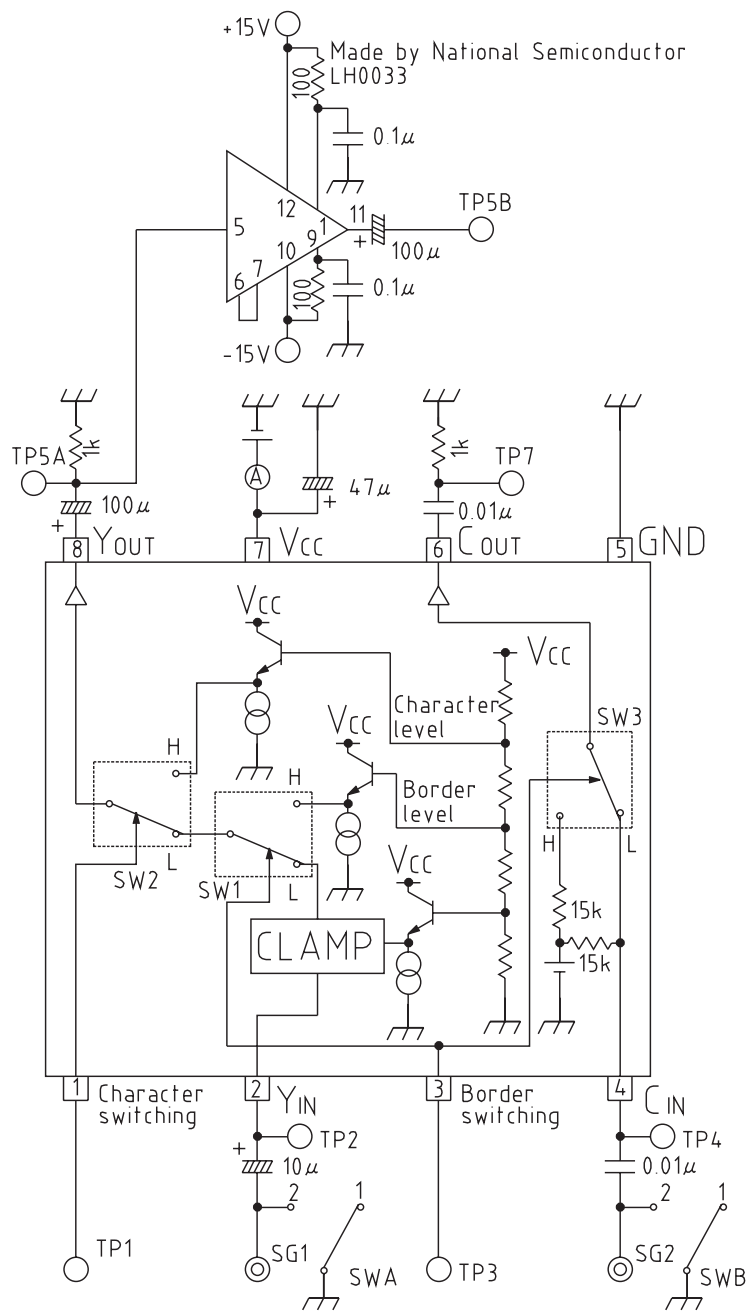 +15V
Made by National Semiconductor
100
LH0033
0.1μ
12
1
11
TP5B
5
+
100μ
10
9
6
7
100
0.1μ
-15V
TP5A
1k
A
1k
TP7
100μ
+
47μ
+
0.01μ
8
YOUT
7
VCC
6
COUT
5
GND
VCC
VCC
Character
level
SW3
VCC
H
H
Border
level
H
L
L
SW2
SW1
L
VCC
15k
CLAMP
15k
1
Character
switching
2
YIN
3
Border
switching
4
CIN
TP2
TP4
+
10μ
0.01μ
2
1
2
1
TP1
SG1
SWA
TP3
SG2
SWB